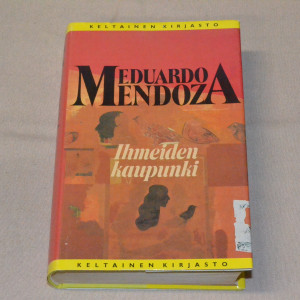 KELTAINEN KIRJASTO
EDUARDO
MENDOZA
Ihmeiden
kaupunki
KELTAINEN KIRJASTO